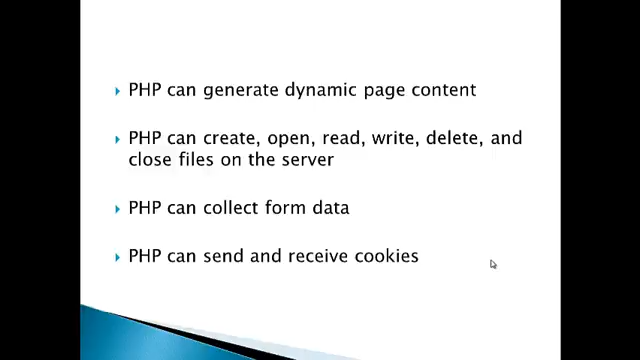 PHP can generate dynamic page content
PHP can create, open, read, write, delete, and
close files on the server
PHP can collect form data
PHP can send and receive cookies